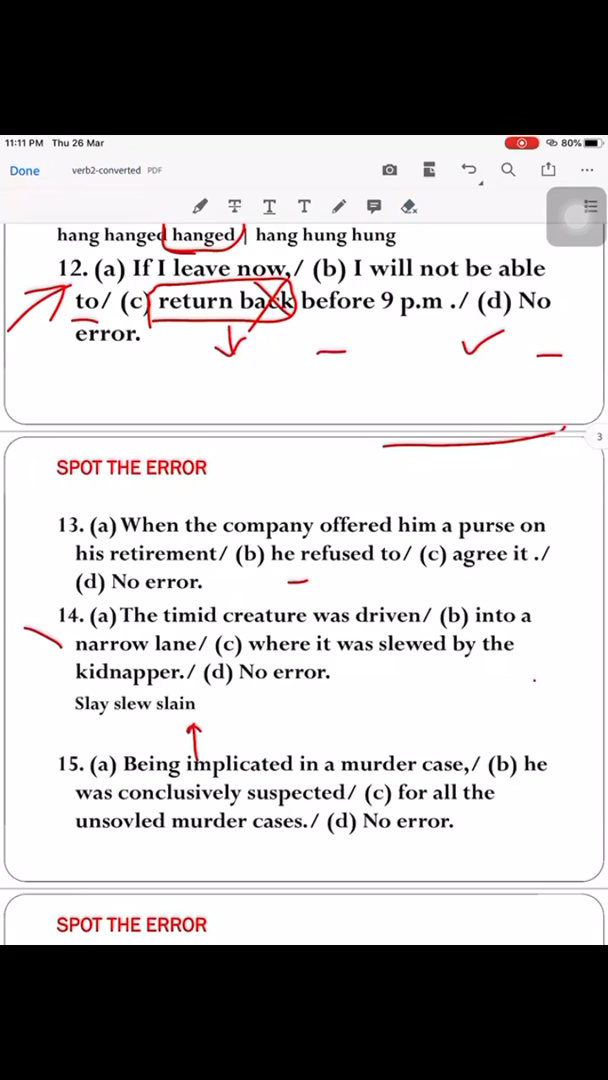 11:11 PM Thu 26 Mar 80%
Done verb2-converted PDF
hang hanged hanged | hang hung hung
12. (a) If I leave now,/ (b) I will not be able
to/ (c) return back before 9 p.m ./ (d) No
error.
3
SPOT THE ERROR
13. (a) When the company offered him a purse on
his retirement/ (b) he refused to/ (c) agree it ./
(d) No error.
14. (a) The timid creature was driven/ (b) into a
narrow lane/ (c) where it was slewed by the
kidnapper./ (d) No error.
Slay slew slain
15. (a) Being implicated in a murder case,/ (b) he
was conclusively suspected/ (c) for all the
unsovled murder cases./ (d) No error.
SPOT THE ERROR